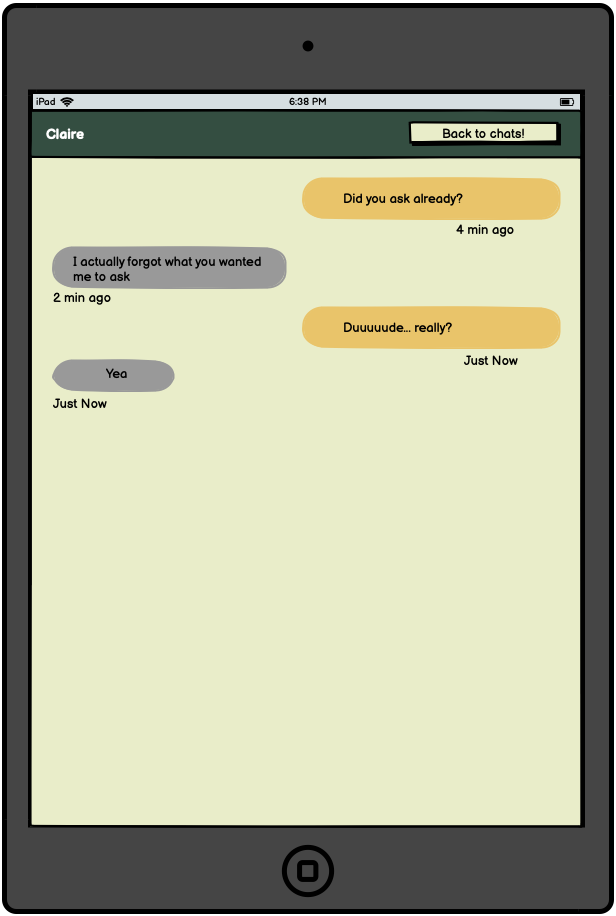 iPad
6:38 PM
Claire
Back to chats!
Did you ask already?
4 min ago
I actually forgot what you wanted
me to ask
2 min ago
Duuuuude... really?
Just Now
Yea
Just Now